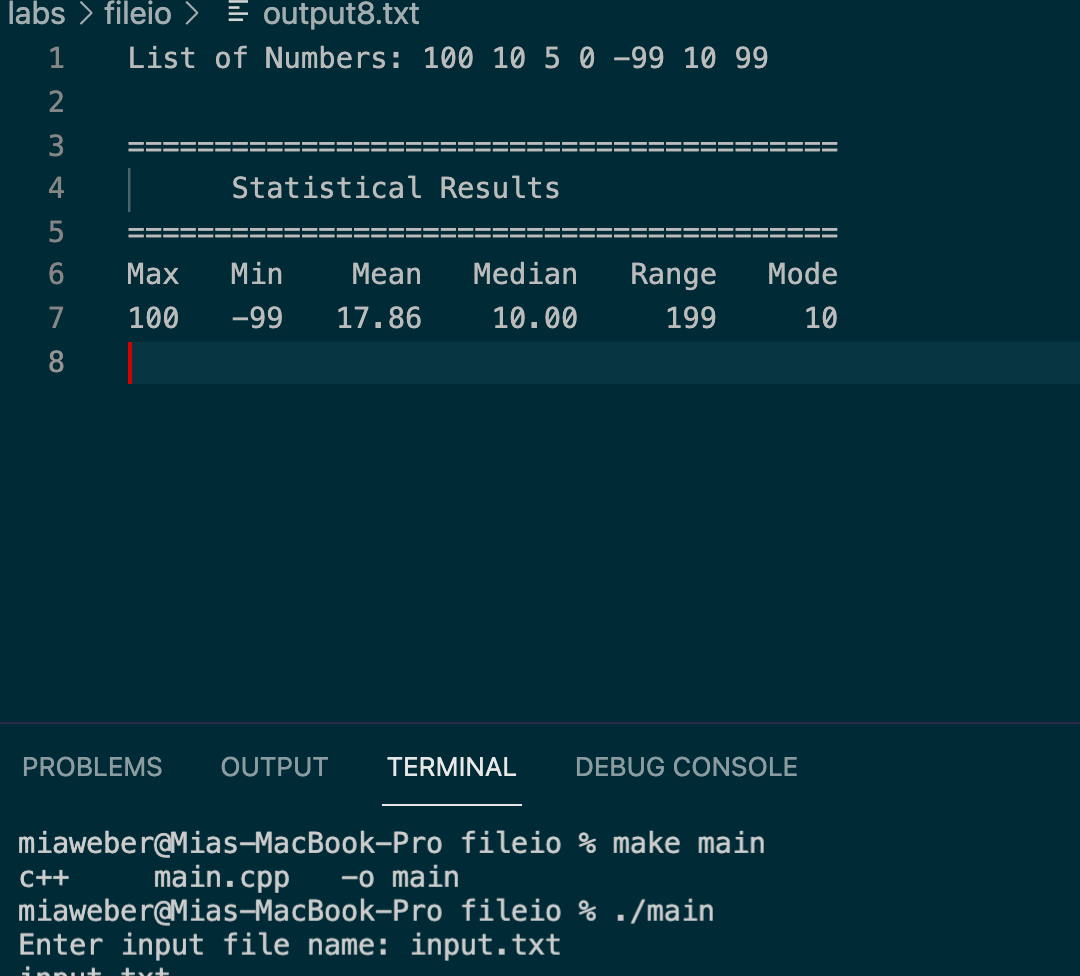 labs > fileio > output8.txt
1 List of Numbers: 100 10 5 0 -99 10 99
2
3 =========================================
4 Statistical Results
5 =========================================
6 Max Min Mean Median Range Mode
7 100 -99 17.86 10.00 199 10
8
PROBLEMS OUTPUT TERMINAL DEBUG CONSOLE
miaweber@Mias-MacBook-Pro fileio % make main
c++ main.cpp -o main
miaweber@Mias-MacBook-Pro fileio % ./main
Enter input file name: input.txt
input.txt